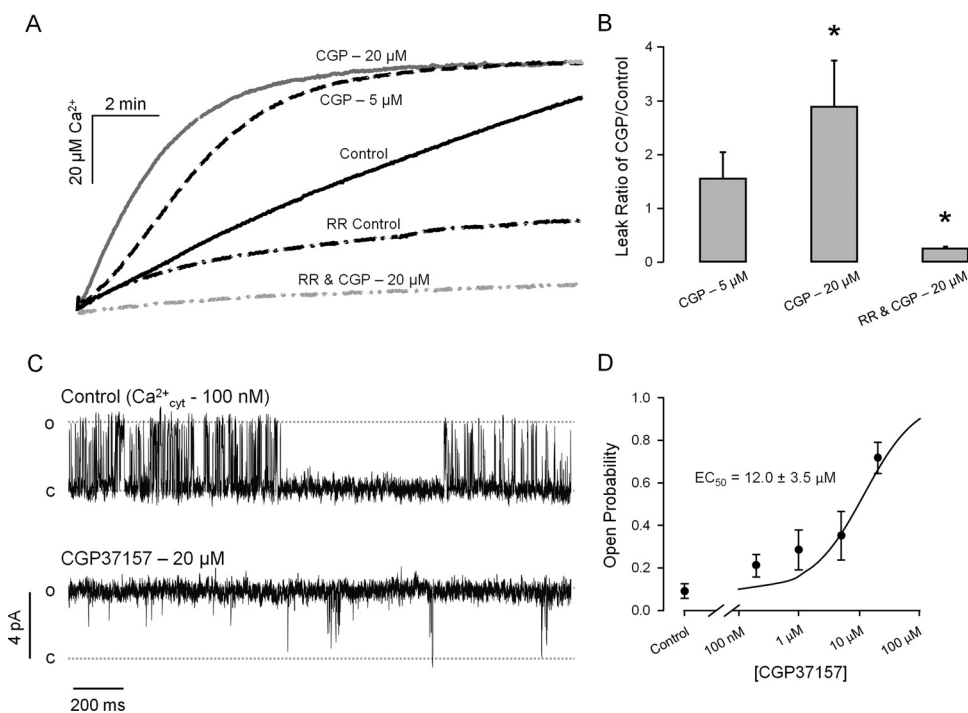 A
CGP – 20 µM
CGP – 5 µM
2 min
20 µM Ca²⁺
Control
RR Control
RR & CGP – 20 µM
B
Leak Ratio of CGP/Control
4
3
2
1
0
*
*
CGP – 5 µM
CGP – 20 µM
RR & CGP – 20 µM
C
Control (Ca²⁺cyt - 100 nM)
O
C
CGP37157 – 20 µM
O
C
4 pA
200 ms
D
Open Probability
1.0
0.8
0.6
0.4
0.2
0.0
EC₅₀ = 12.0 ± 3.5 µM
Control
100 nM
1 µM
10 µM
100 µM
[CGP37157]